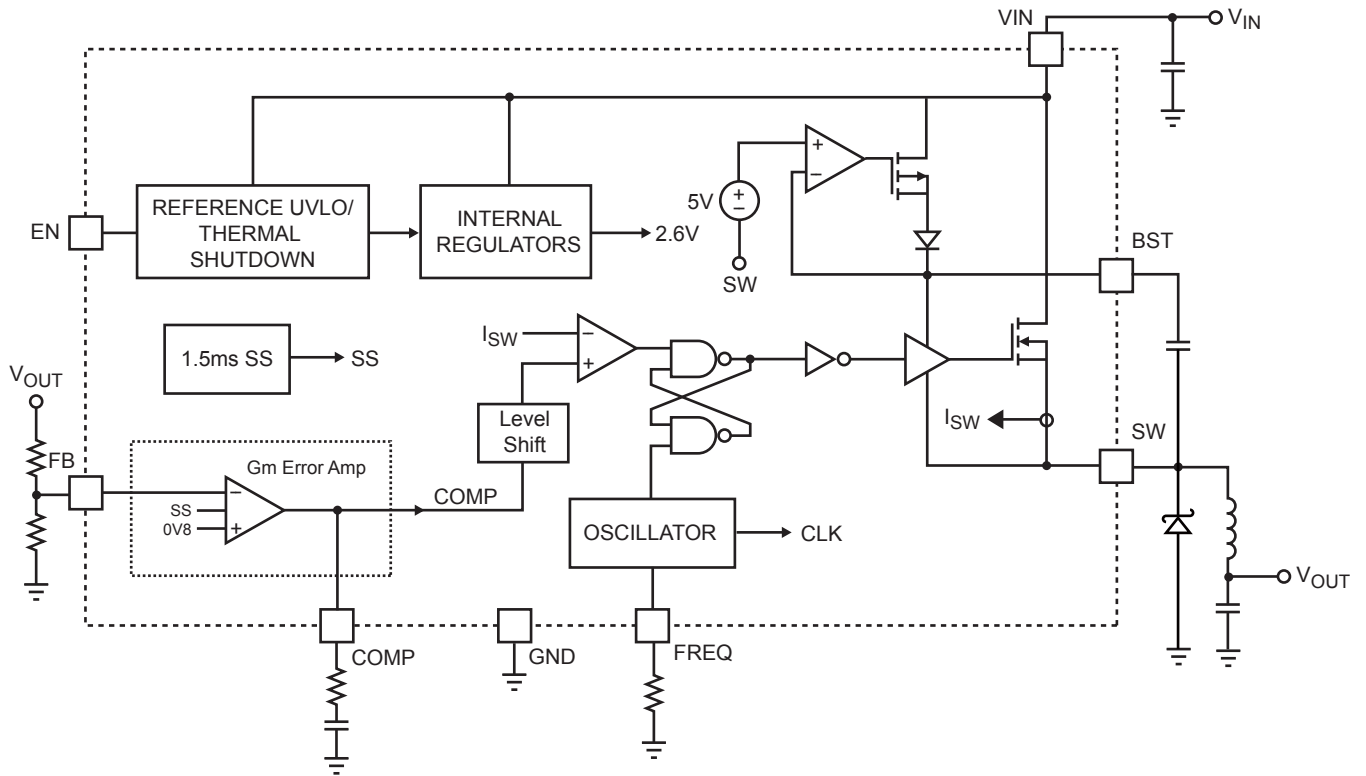 VIN
V_IN
REFERENCE UVLO/
THERMAL
SHUTDOWN
INTERNAL
REGULATORS
2.6V
EN
+
−
5V
+
−
SW
BST
1.5ms SS
SS
I_SW
−
+
Level
Shift
I_SW
SW
V_OUT
FB
Gm Error Amp
−
SS
0V8
+
COMP
OSCILLATOR
CLK
V_OUT
COMP
GND
FREQ